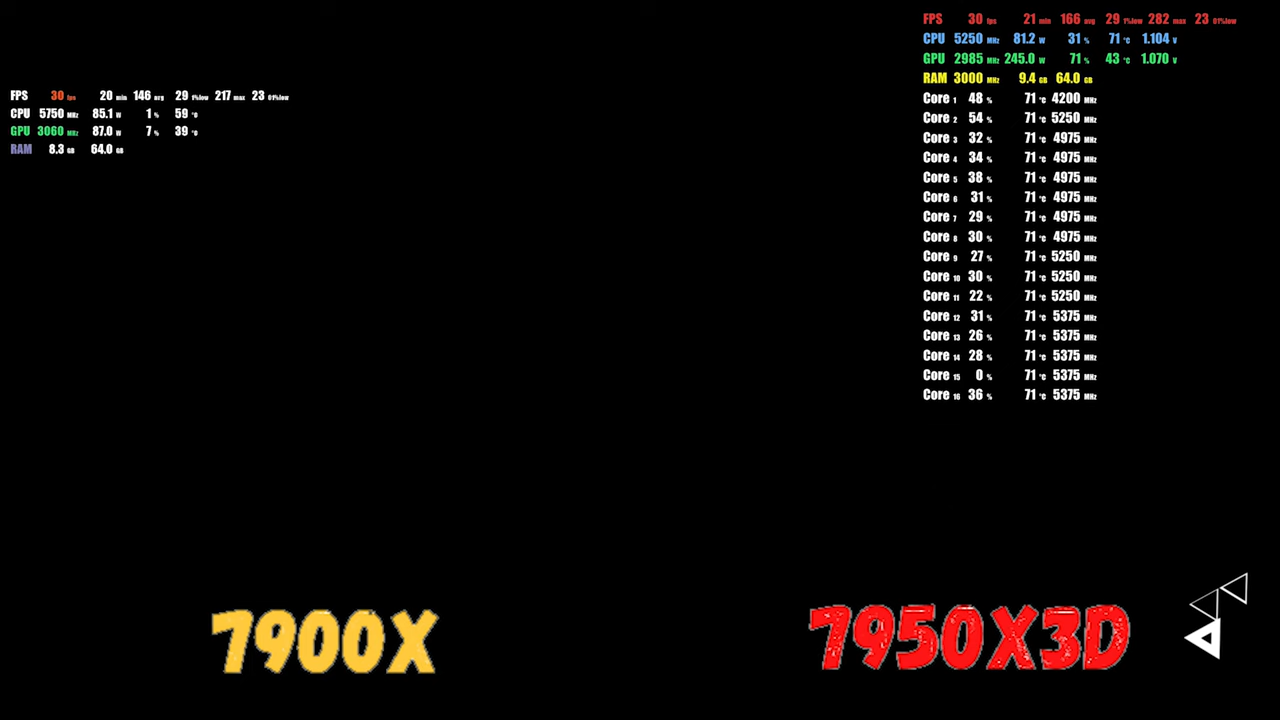 FPS 30 fps 20 min 146 avg 29 1%low 217 max 23 01%low
CPU 5750 MHz 85.1 W 1 % 59 °C
GPU 3060 MHz 87.0 W 7 % 39 °C
RAM 8.3 GB 64.0 GB
FPS 30 fps 21 min 166 avg 29 1%low 282 max 23 01%low
CPU 5250 MHz 81.2 W 31 % 71 °C 1.104 V
GPU 2985 MHz 245.0 W 71 % 43 °C 1.070 V
RAM 3000 MHz 9.4 GB 64.0 GB
Core 1 48 % 71 °C 4200 MHz
Core 2 54 % 71 °C 5250 MHz
Core 3 32 % 71 °C 4975 MHz
Core 4 34 % 71 °C 4975 MHz
Core 5 38 % 71 °C 4975 MHz
Core 6 31 % 71 °C 4975 MHz
Core 7 29 % 71 °C 4975 MHz
Core 8 30 % 71 °C 4975 MHz
Core 9 27 % 71 °C 5250 MHz
Core 10 30 % 71 °C 5250 MHz
Core 11 22 % 71 °C 5250 MHz
Core 12 31 % 71 °C 5375 MHz
Core 13 26 % 71 °C 5375 MHz
Core 14 28 % 71 °C 5375 MHz
Core 15 0 % 71 °C 5375 MHz
Core 16 36 % 71 °C 5375 MHz
7900X
7950X3D